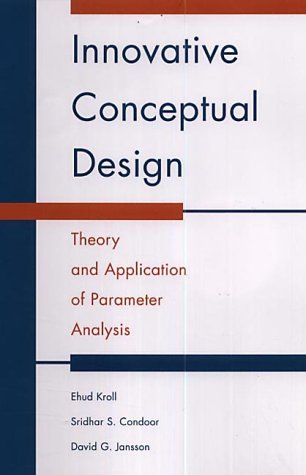 Innovative
Conceptual
Design
Theory
and Application
of Parameter
Analysis
Ehud Kroll
Sridhar S. Condoor
David G. Jansson